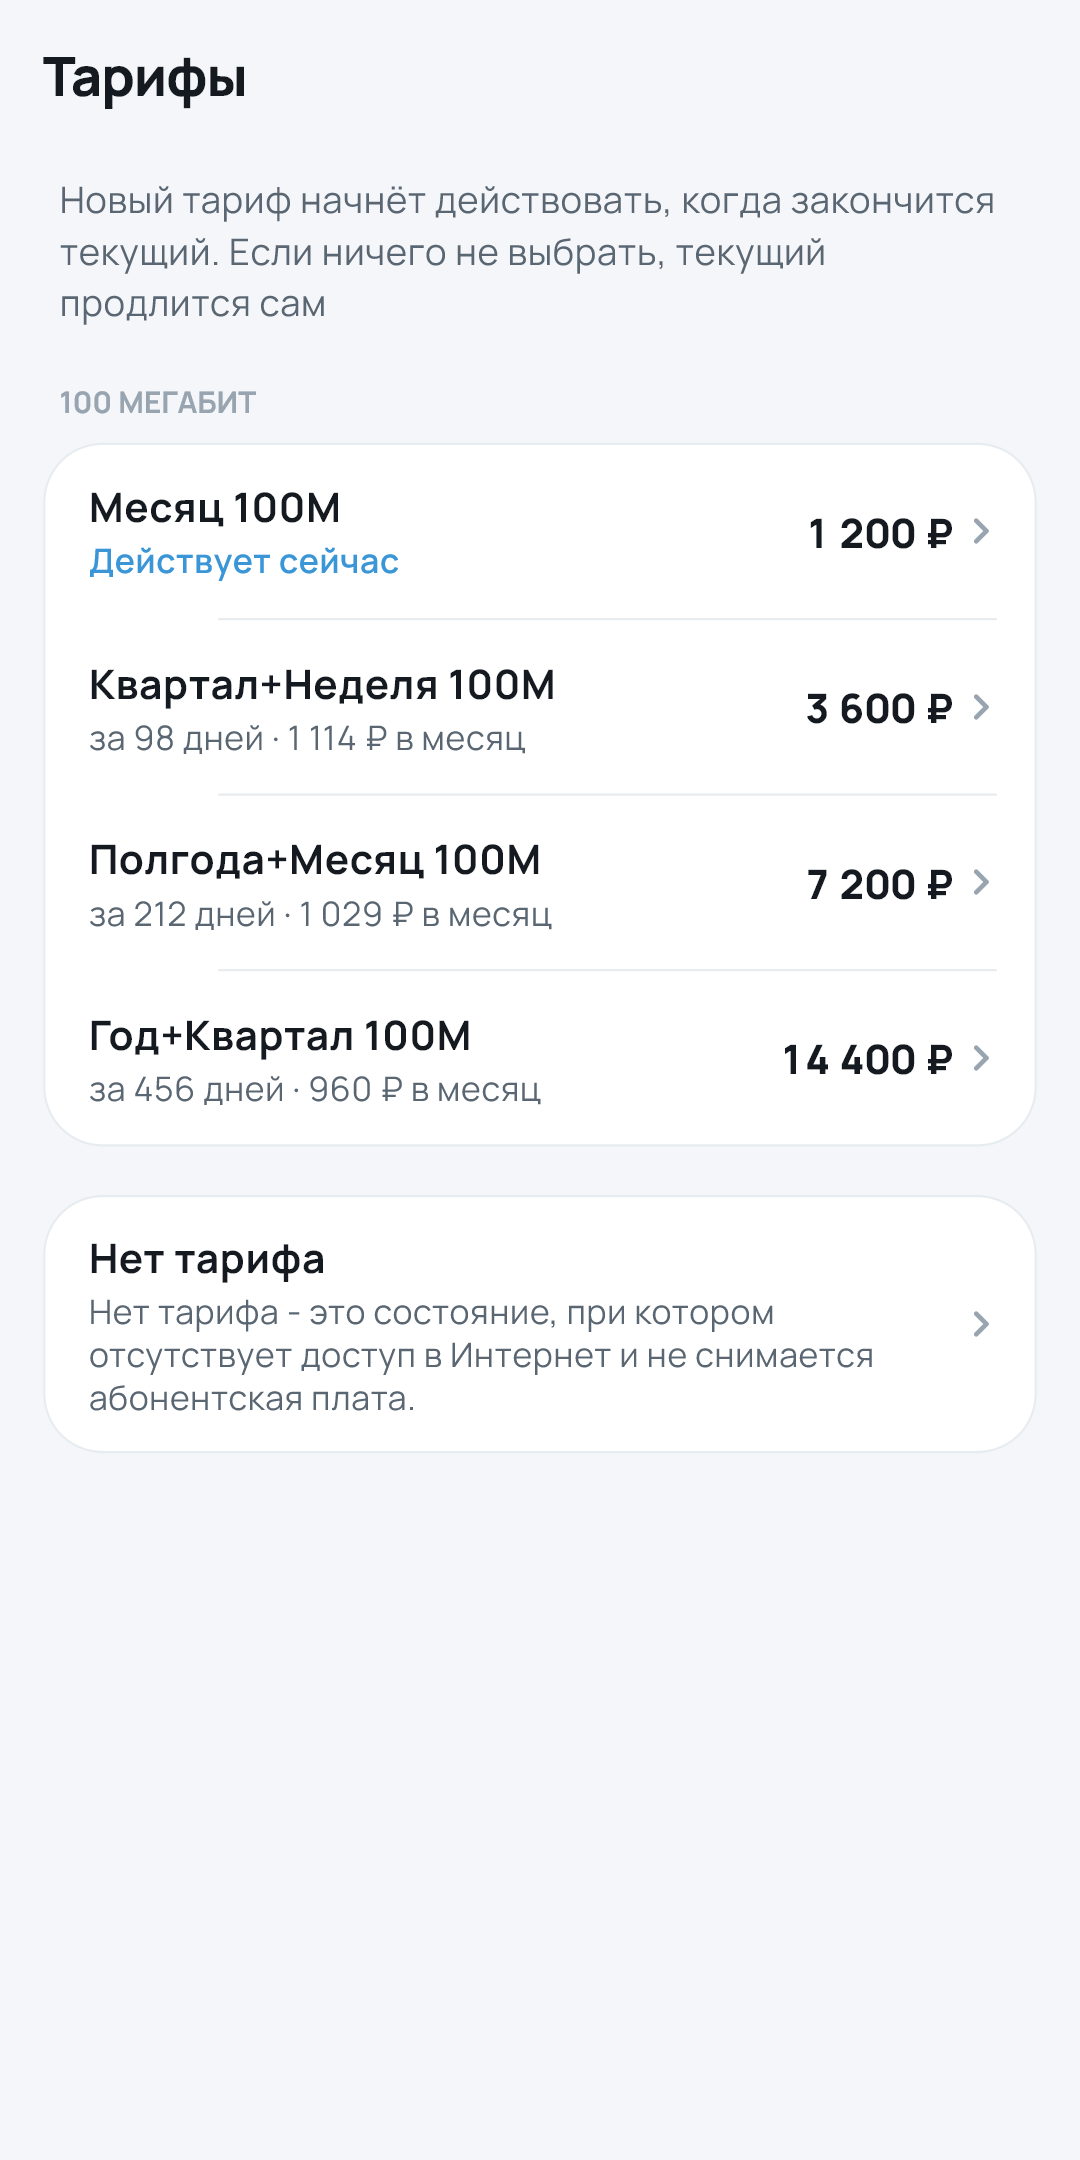 Тарифы
Новый тариф начнёт действовать, когда закончится
текущий. Если ничего не выбрать, текущий
продлится сам
100 МЕГАБИТ
Месяц 100М
Действует сейчас
1 200 ₽
Квартал+Неделя 100М
за 98 дней · 1 114 ₽ в месяц
3 600 ₽
Полгода+Месяц 100М
за 212 дней · 1 029 ₽ в месяц
7 200 ₽
Год+Квартал 100М
за 456 дней · 960 ₽ в месяц
14 400 ₽
Нет тарифа
Нет тарифа - это состояние, при котором
отсутствует доступ в Интернет и не снимается
абонентская плата.